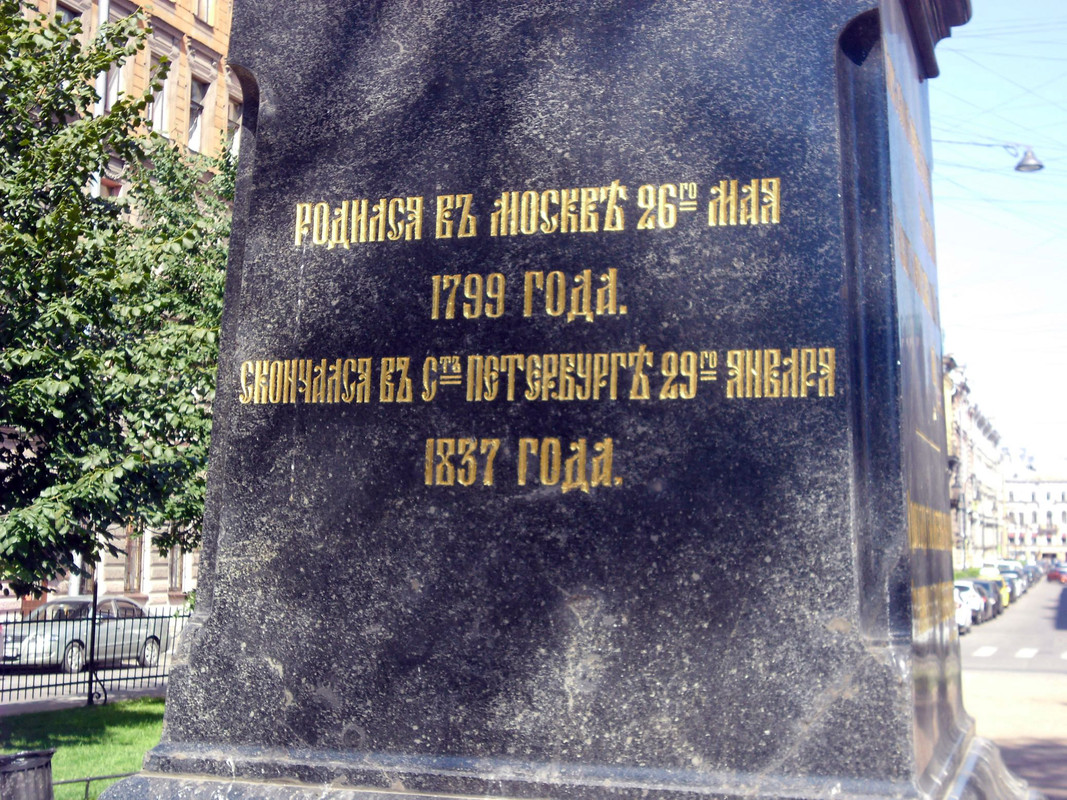 Родился въ Москвѣ 26го Мая
1799 года.
Скончался въ Стъ Петербургѣ 29го Января
1837 года.